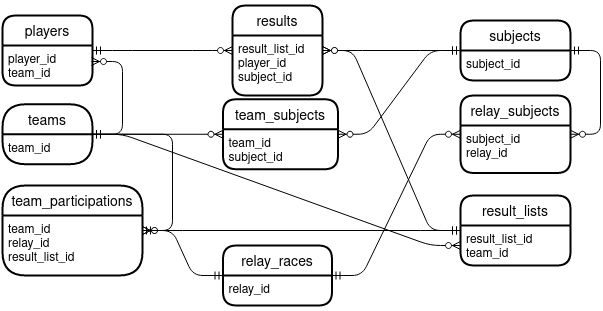 players
player_id
team_id
results
result_list_id
player_id
subject_id
subjects
subject_id
teams
team_id
team_subjects
team_id
subject_id
relay_subjects
subject_id
relay_id
team_participations
team_id
relay_id
result_list_id
relay_races
relay_id
result_lists
result_list_id
team_id